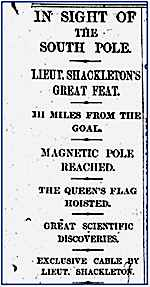 IN SIGHT OF
THE
SOUTH POLE.
LIEUT. SHACKLETON'S
GREAT FEAT.
111 MILES FROM THE
GOAL.
MAGNETIC POLE
REACHED.
THE QUEEN'S FLAG
HOISTED.
GREAT SCIENTIFIC
DISCOVERIES.
EXCLUSIVE CABLE BY
LIEUT. SHACKLETON.